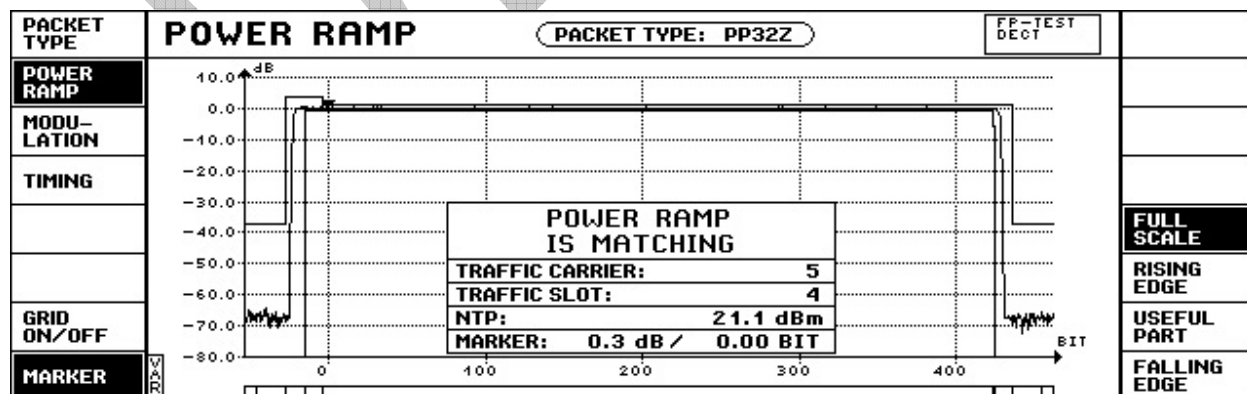 PACKET
TYPE
POWER
RAMP
MODU-
LATION
TIMING
GRID
ON/OFF
MARKER
POWER RAMP
PACKET TYPE: PP32Z
FP-TEST
DECT
dB
10.0
0.0
-10.0
-20.0
-30.0
-40.0
-50.0
-60.0
-70.0
-80.0
POWER RAMP
IS MATCHING
TRAFFIC CARRIER: 5
TRAFFIC SLOT: 4
NTP: 21.1 dBm
MARKER: 0.3 dB / 0.00 BIT
BIT
0 100 200 300 400
FULL
SCALE
RISING
EDGE
USEFUL
PART
FALLING
EDGE